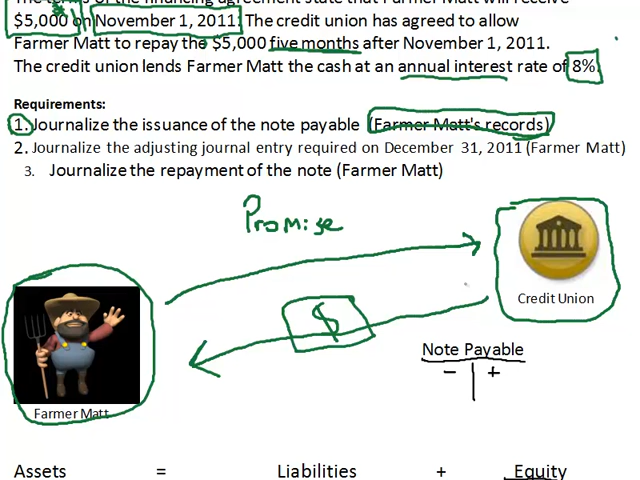 The terms of the financing agreement state that Farmer Matt will receive
$5,000 on November 1, 2011. The credit union has agreed to allow
Farmer Matt to repay the $5,000 five months after November 1, 2011.
The credit union lends Farmer Matt the cash at an annual interest rate of 8%.
Requirements:
1. Journalize the issuance of the note payable (Farmer Matt's records)
2. Journalize the adjusting journal entry required on December 31, 2011 (Farmer Matt)
3. Journalize the repayment of the note (Farmer Matt)
Promise
Credit Union
$
Note Payable
− +
Farmer Matt
Assets = Liabilities + Equity